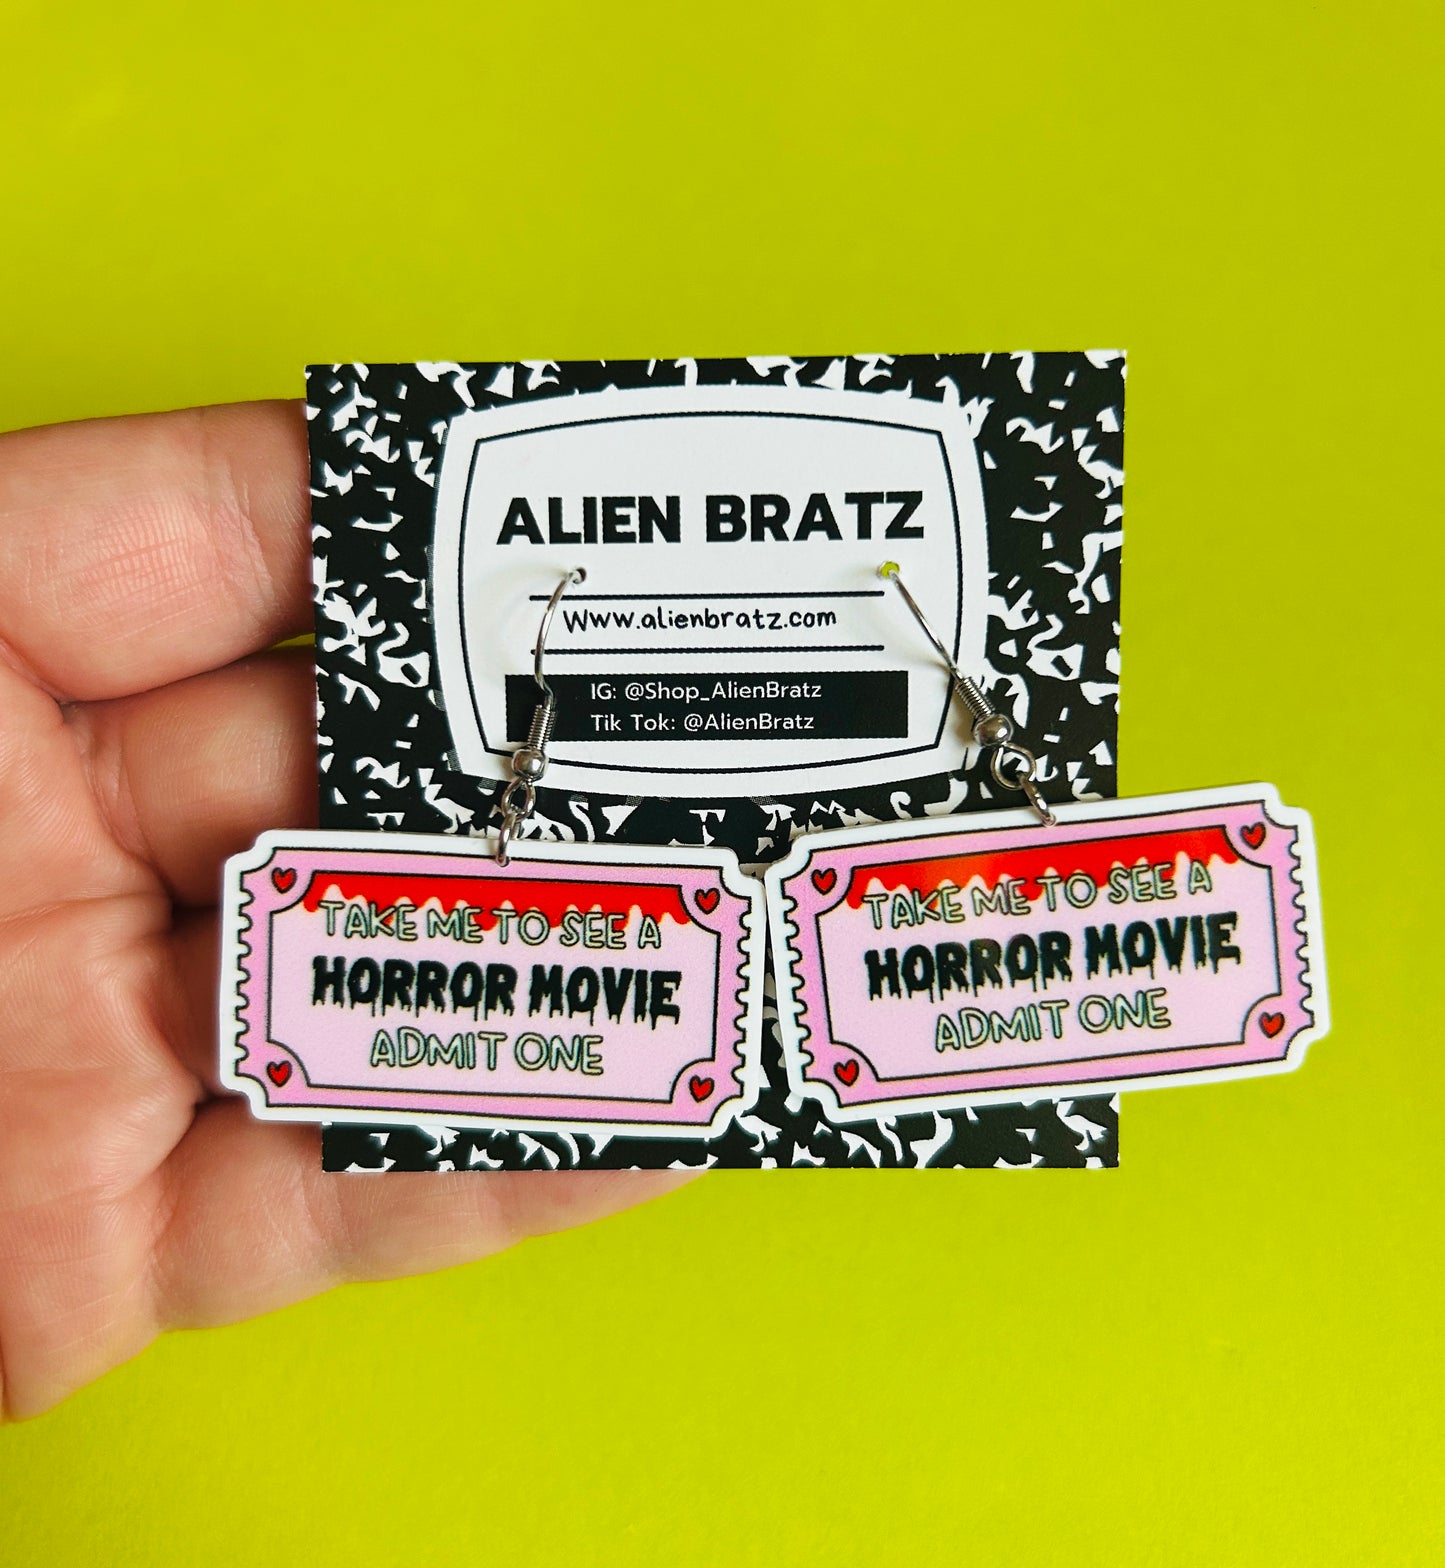 ALIEN BRATZ
Www.alienbratz.com
IG: @Shop_AlienBratz
Tik Tok: @AlienBratz
TAKE ME TO SEE A
HORROR MOVIE
ADMIT ONE
TAKE ME TO SEE A
HORROR MOVIE
ADMIT ONE